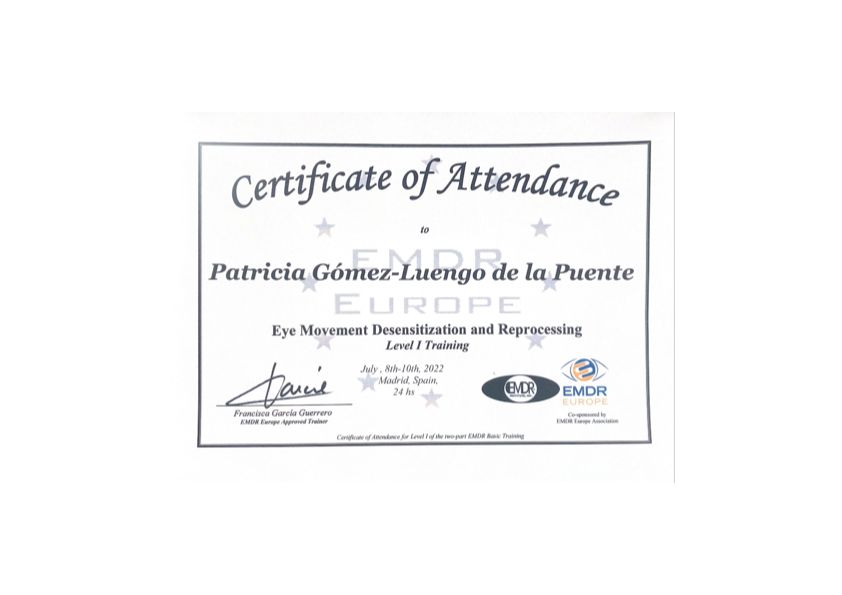 Certificate of Attendance
to
EMDR
Patricia Gómez-Luengo de la Puente
EUROPE
Eye Movement Desensitization and Reprocessing
Level I Training
July , 8th-10th, 2022
Madrid, Spain,
24 hs
Francisca García Guerrero
EMDR Europe Approved Trainer
EMDR
EMDR
EUROPE
Co-sponsored by
EMDR Europe Association
Certificate of Attendance for Level I of the two-part EMDR Basic Training